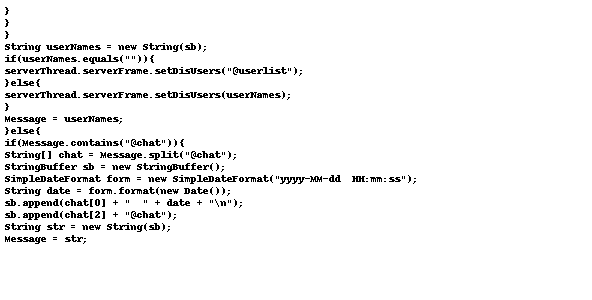 }
}
}
String userNames = new String(sb);
if(userNames.equals("")){
serverThread.serverFrame.setDisUsers("@userlist");
}else{
serverThread.serverFrame.setDisUsers(userNames);
}
Message = userNames;
}else{
if(Message.contains("@chat")){
String[] chat = Message.split("@chat");
StringBuffer sb = new StringBuffer();
SimpleDateFormat form = new SimpleDateFormat("yyyy-MM-dd  HH:mm:ss");
String date = form.format(new Date());
sb.append(chat[0] + "  " + date + "\n");
sb.append(chat[2] + "@chat");
String str = new String(sb);
Message = str;